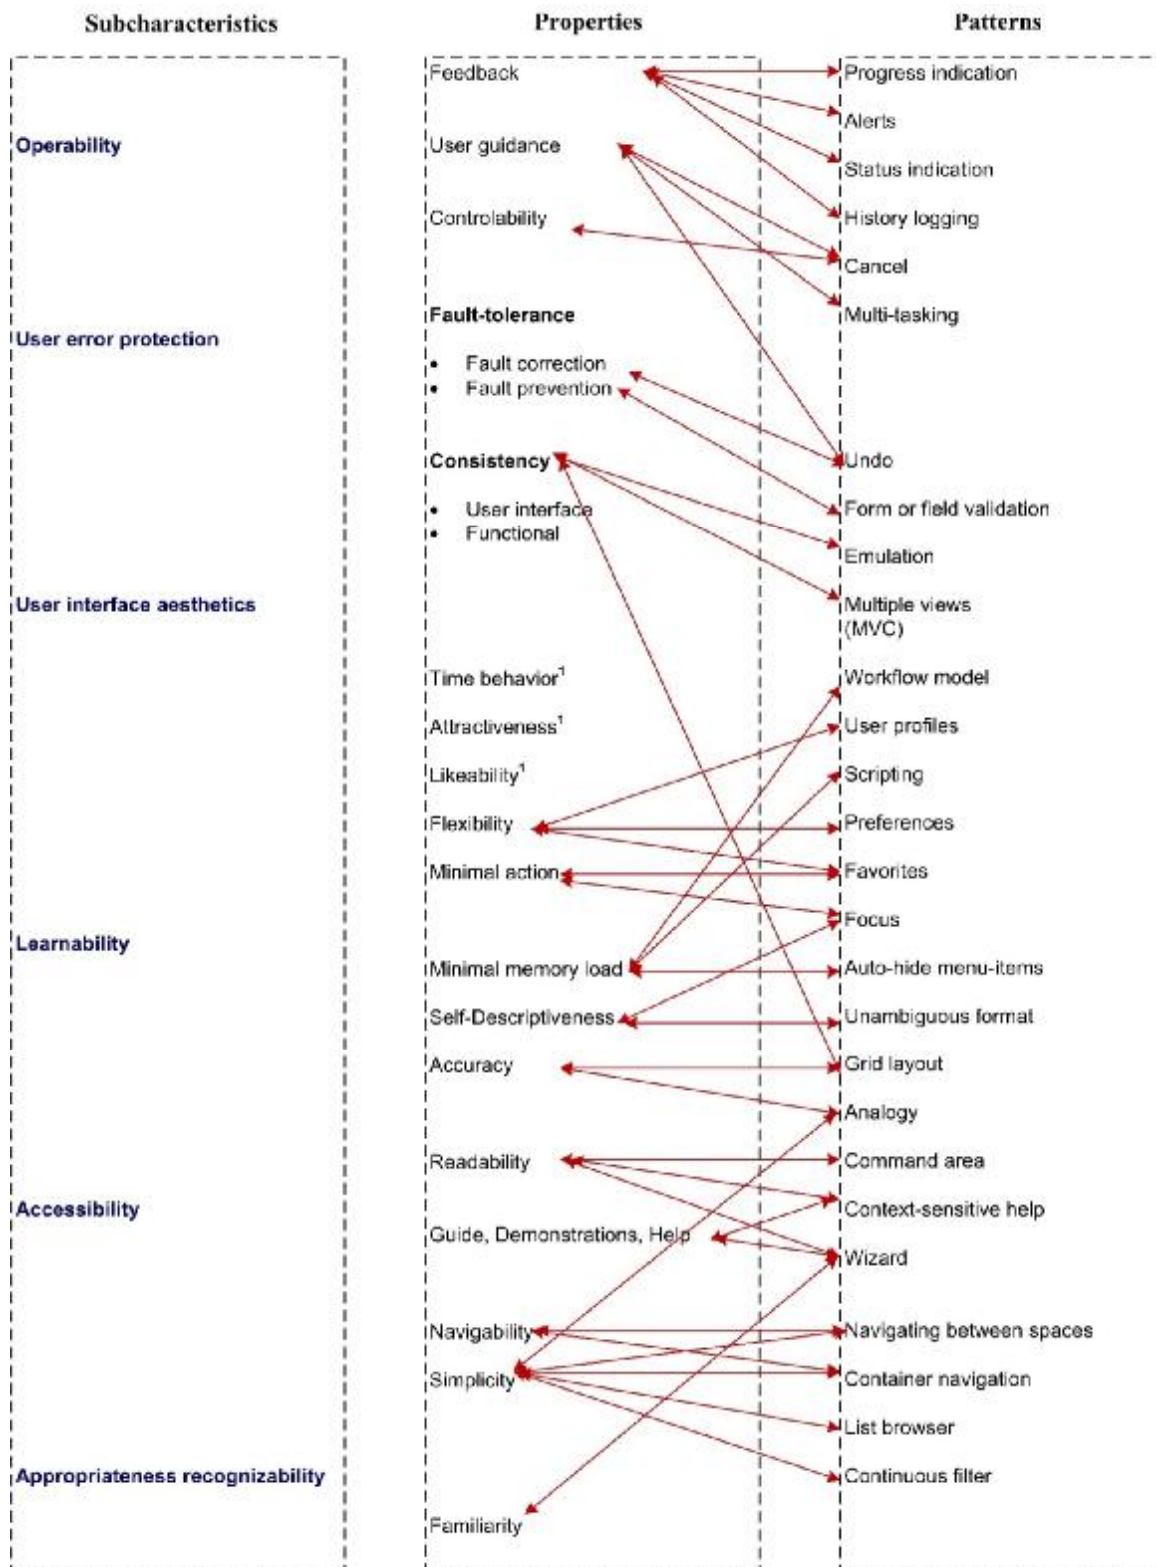 Subcharacteristics
Properties
Patterns
Operability
User error protection
User interface aesthetics
Learnability
Accessibility
Appropriateness recognizability
Feedback
User guidance
Controlability
Fault-tolerance
• Fault correction
• Fault prevention
Consistency
• User interface
• Functional
Time behavior¹
Attractiveness¹
Likeability¹
Flexibility
Minimal action
Minimal memory load
Self-Descriptiveness
Accuracy
Readability
Guide, Demonstrations, Help
Navigability
Simplicity
Familiarity
Progress indication
Alerts
Status indication
History logging
Cancel
Multi-tasking
Undo
Form or field validation
Emulation
Multiple views
(MVC)
Workflow model
User profiles
Scripting
Preferences
Favorites
Focus
Auto-hide menu-items
Unambiguous format
Grid layout
Analogy
Command area
Context-sensitive help
Wizard
Navigating between spaces
Container navigation
List browser
Continuous filter